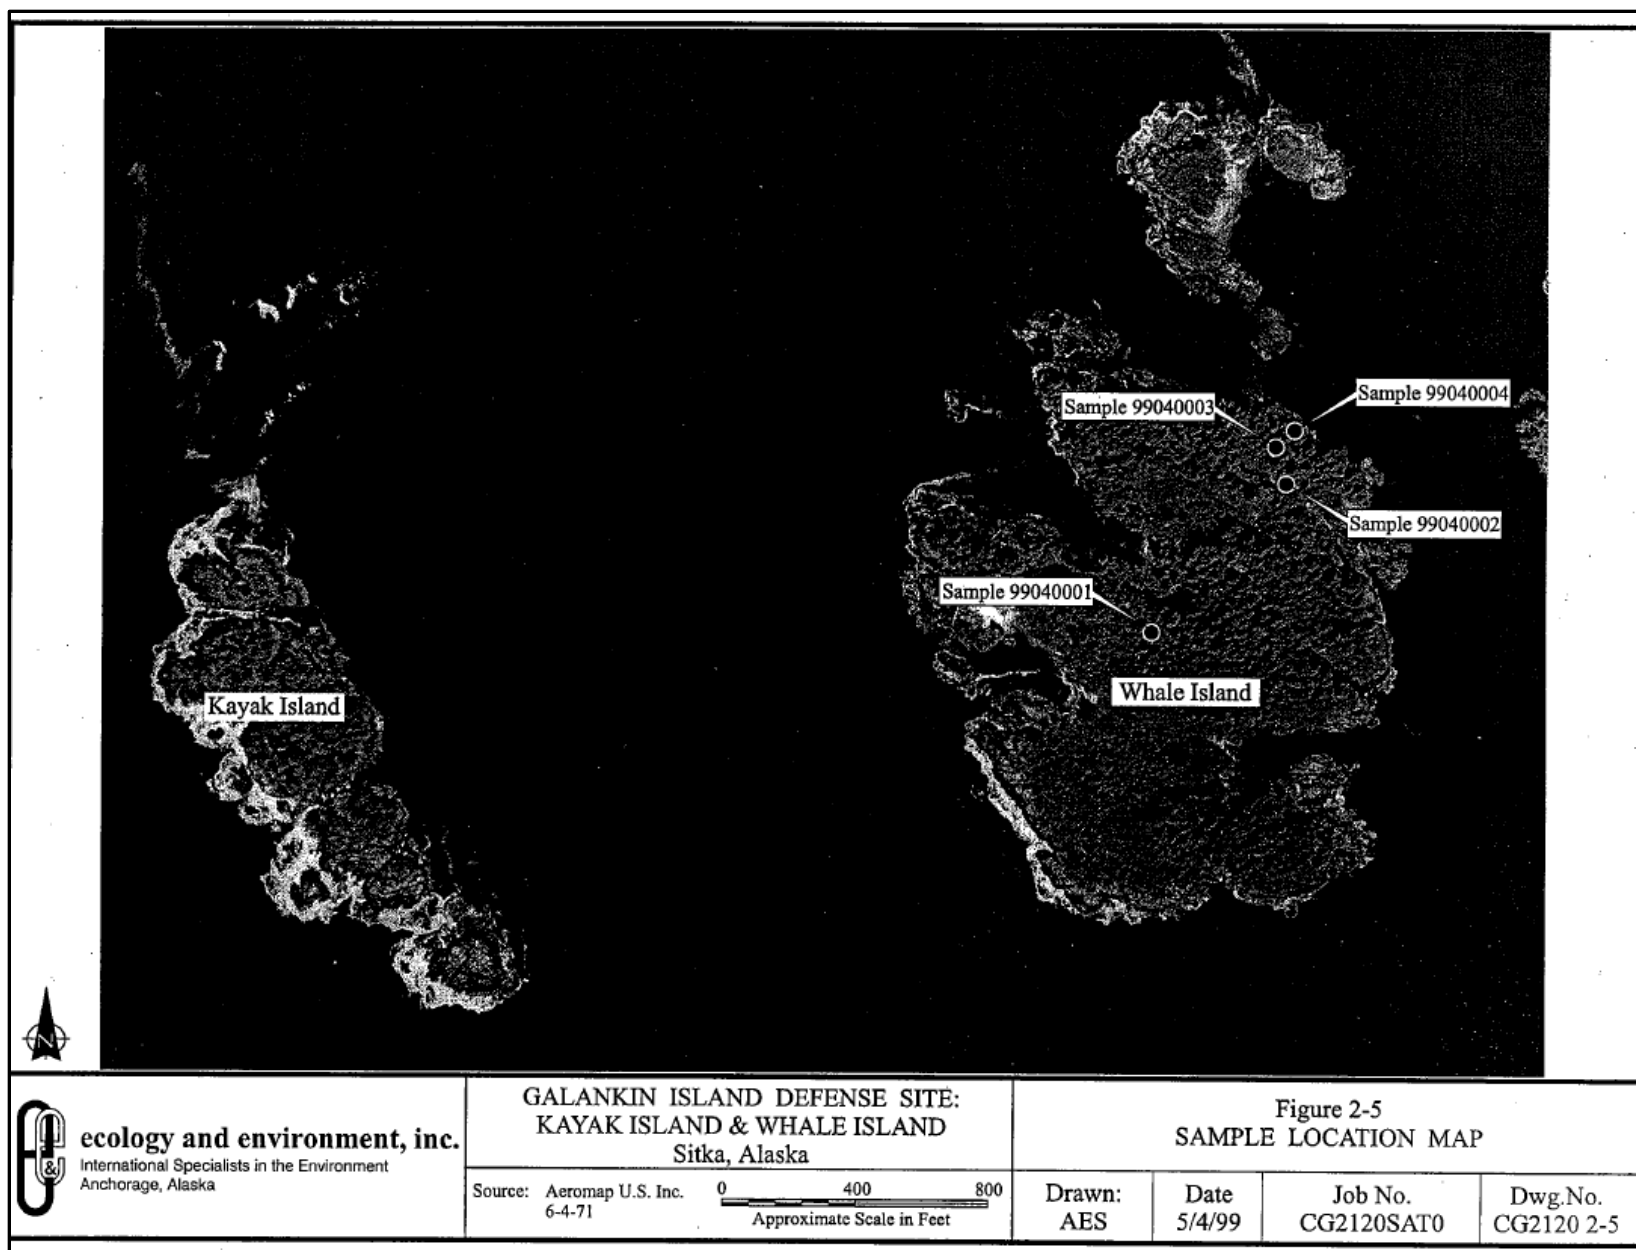 Sample 99040004
Sample 99040003
Sample 99040002
Sample 99040001
Whale Island
Kayak Island
N
&
ecology and environment, inc.
International Specialists in the Environment
Anchorage, Alaska
GALANKIN ISLAND DEFENSE SITE:
KAYAK ISLAND & WHALE ISLAND
Sitka, Alaska
Source: Aeromap U.S. Inc.
6-4-71
0 400 800
Approximate Scale in Feet
Figure 2-5
SAMPLE LOCATION MAP
Drawn:
AES
Date
5/4/99
Job No.
CG2120SAT0
Dwg.No.
CG2120 2-5